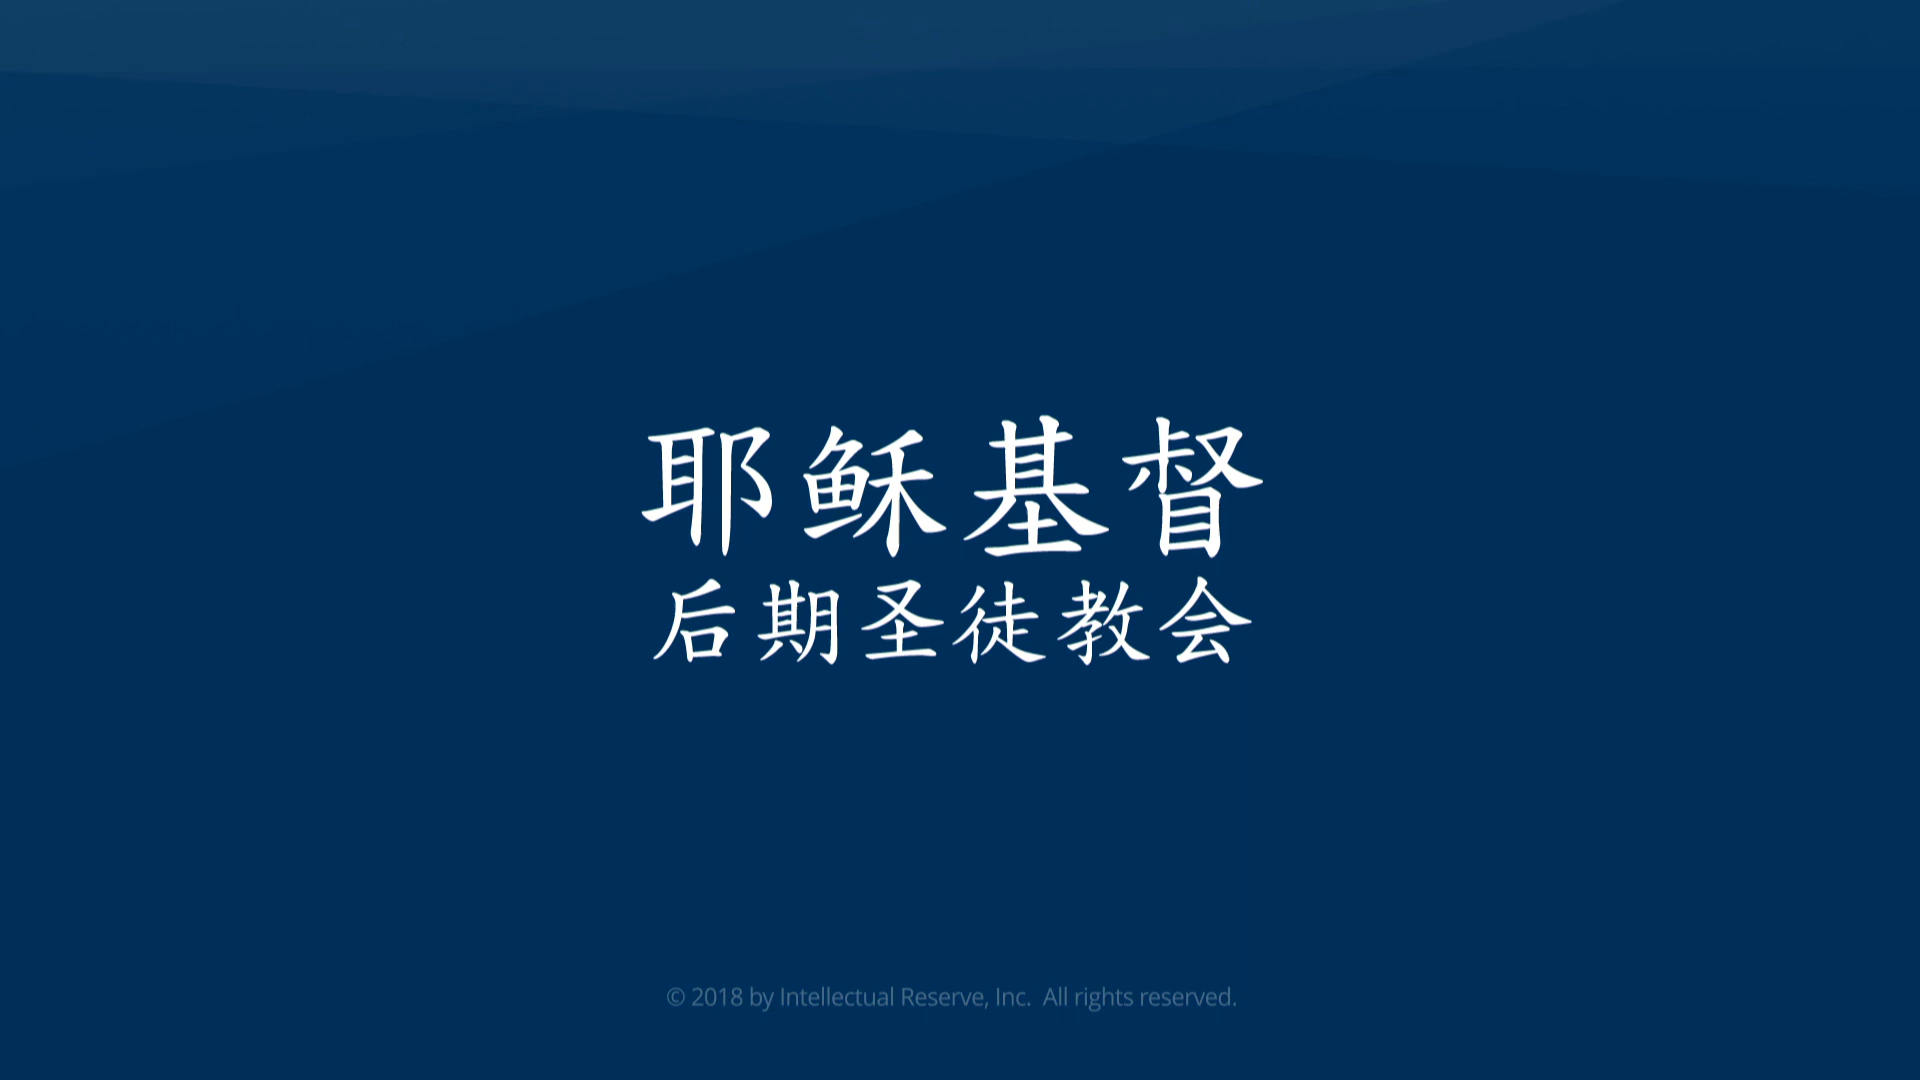 耶稣基督
后期圣徒教会
© 2018 by Intellectual Reserve, Inc. All rights reserved.